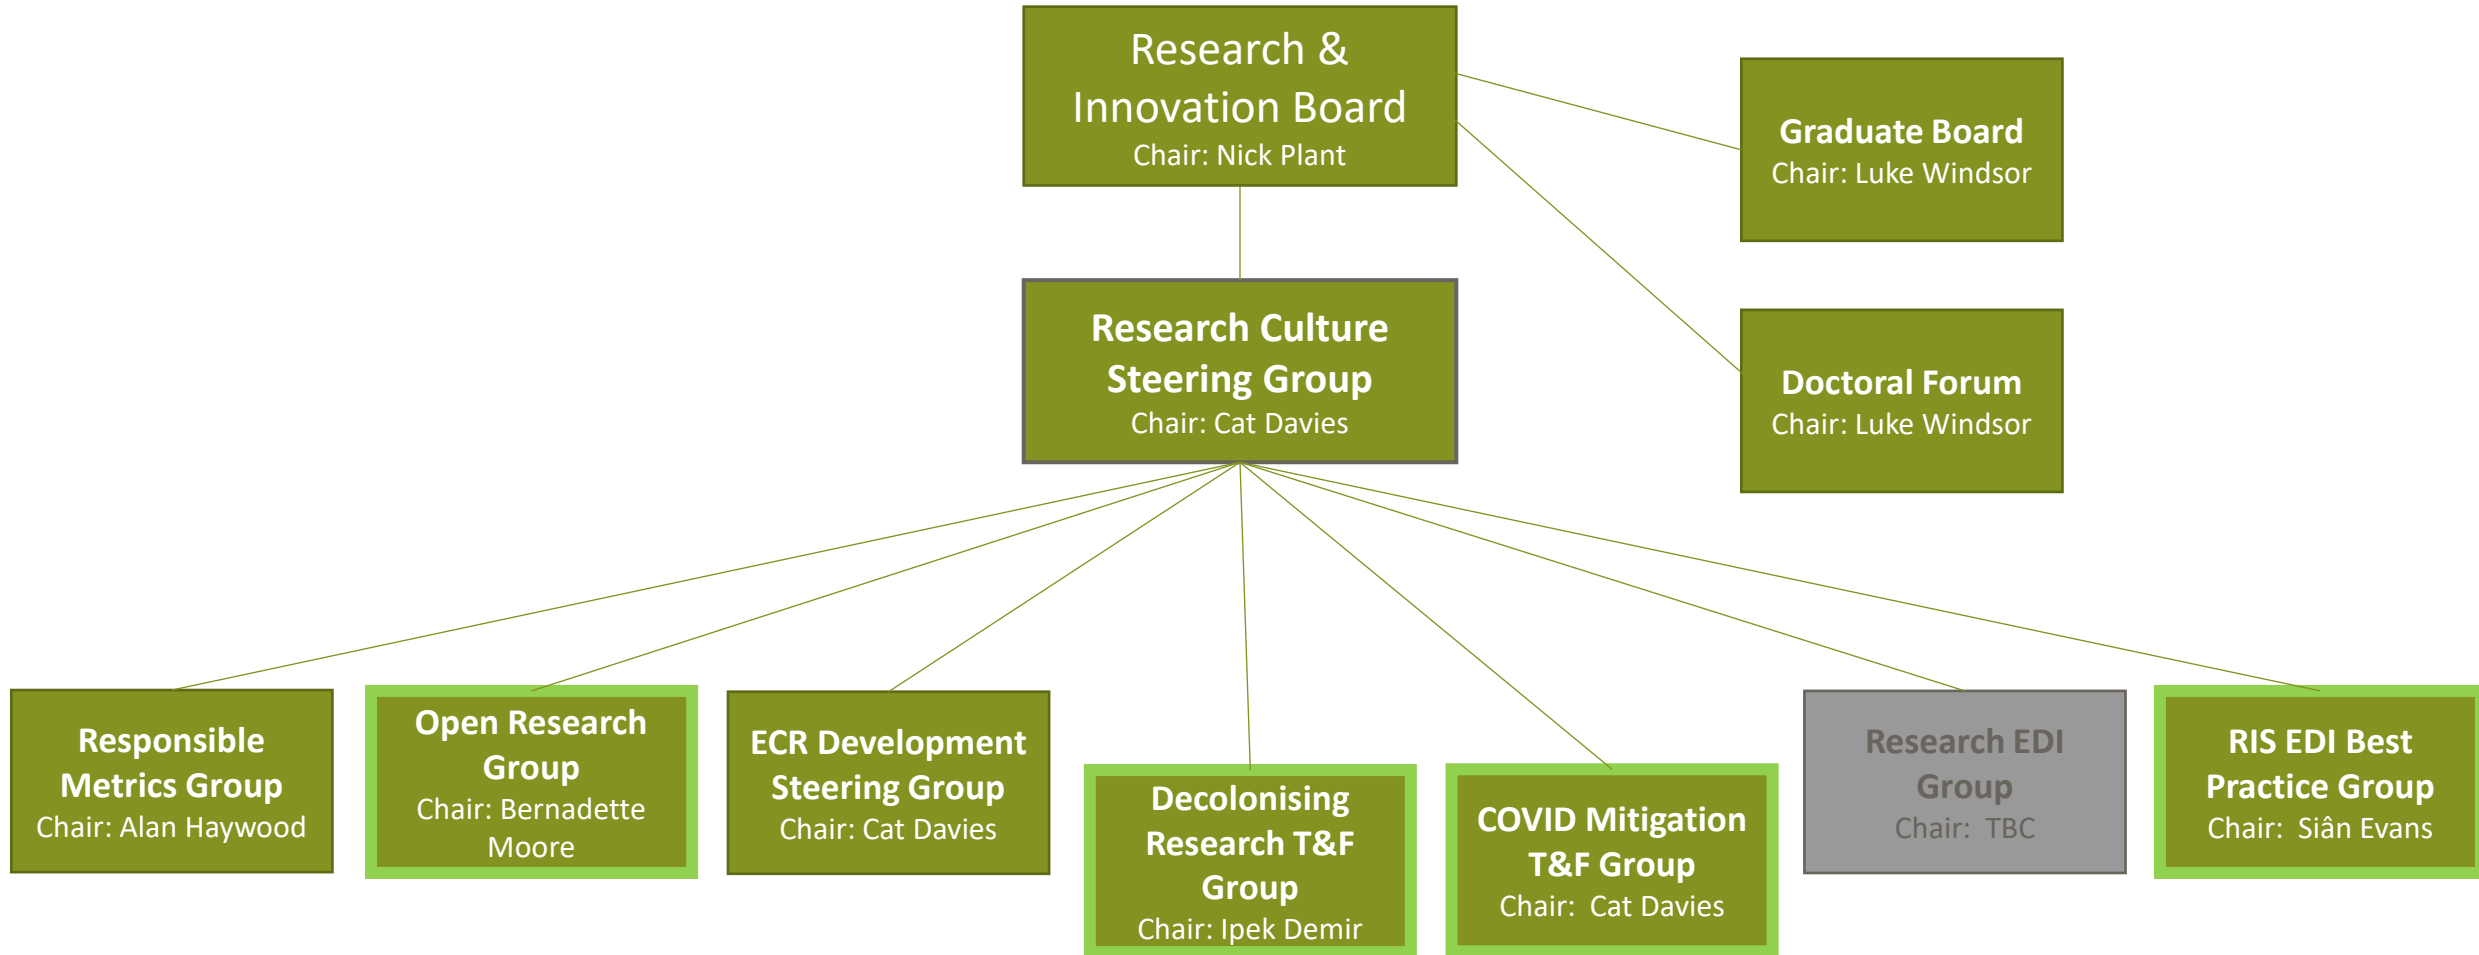 Research &
Innovation Board
Chair: Nick Plant
Graduate Board
Chair: Luke Windsor
Research Culture
Steering Group
Chair: Cat Davies
Doctoral Forum
Chair: Luke Windsor
Responsible
Metrics Group
Chair: Alan Haywood
Open Research
Group
Chair: Bernadette
Moore
ECR Development
Steering Group
Chair: Cat Davies
Decolonising
Research T&F
Group
Chair: Ipek Demir
COVID Mitigation
T&F Group
Chair:  Cat Davies
Research EDI
Group
Chair:  TBC
RIS EDI Best
Practice Group
Chair:  Siân Evans